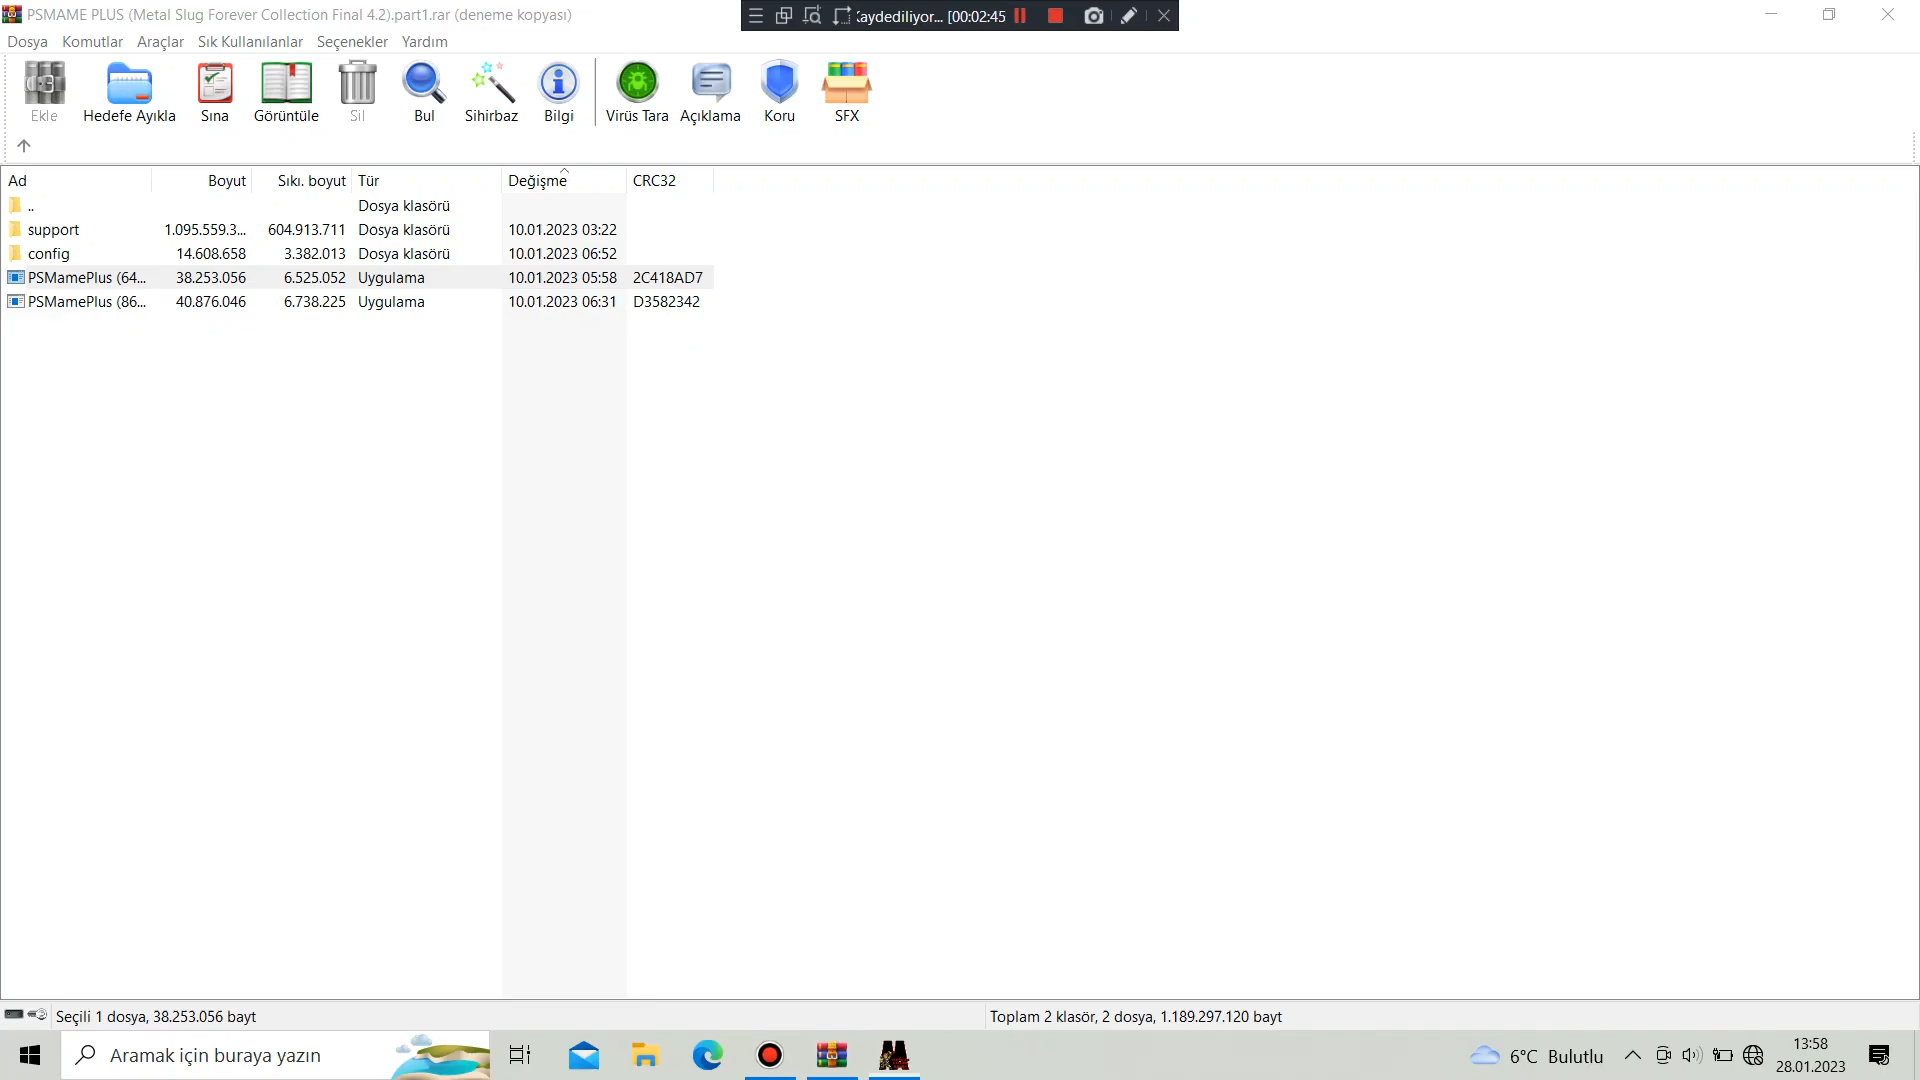 PSMAME PLUS (Metal Slug Forever Collection Final 4.2).part1.rar (deneme kopyası)
Kaydediliyor... [00:02:45
Dosya Komutlar Araçlar Sık Kullanılanlar Seçenekler Yardım
Ekle Hedefe Ayıkla Sına Görüntüle Sil Bul Sihirbaz Bilgi Virüs Tara Açıklama Koru SFX
Ad Boyut Sıkı. boyut Tür Değişme CRC32
.. Dosya klasörü
support 1.095.559.3... 604.913.711 Dosya klasörü 10.01.2023 03:22
config 14.608.658 3.382.013 Dosya klasörü 10.01.2023 06:52
PSMamePlus (64... 38.253.056 6.525.052 Uygulama 10.01.2023 05:58 2C418AD7
PSMamePlus (86... 40.876.046 6.738.225 Uygulama 10.01.2023 06:31 D3582342
Seçili 1 dosya, 38.253.056 bayt
Toplam 2 klasör, 2 dosya, 1.189.297.120 bayt
Aramak için buraya yazın
6°C Bulutlu
13:58
28.01.2023